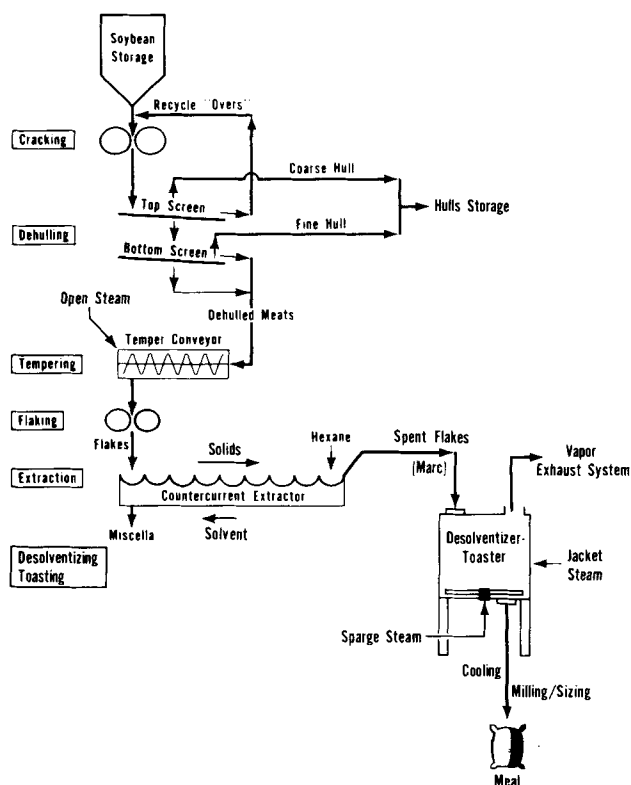 Soybean
Storage
Recycle "Overs"
Cracking
Coarse Hull
Top Screen
Hulls Storage
Fine Hull
Dehulling
Bottom Screen
Open Steam
Dehulled Meats
Temper Conveyor
Tempering
Flaking
Flakes
Solids
Hexane
Spent Flakes
(Marc)
Vapor
Exhaust System
Extraction
Countercurrent Extractor
Miscella
Solvent
Desolventizer-
Toaster
Desolventizing
Toasting
Jacket
Steam
Sparge Steam
Cooling
Milling/Sizing
Meal